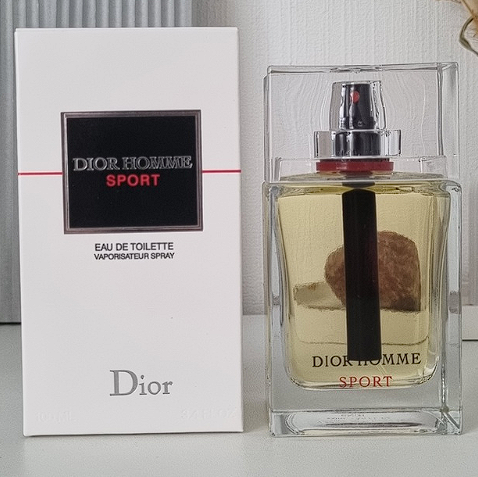 DIOR HOMME
SPORT
EAU DE TOILETTE
VAPORISATEUR SPRAY
Dior
DIOR HOMME
SPORT